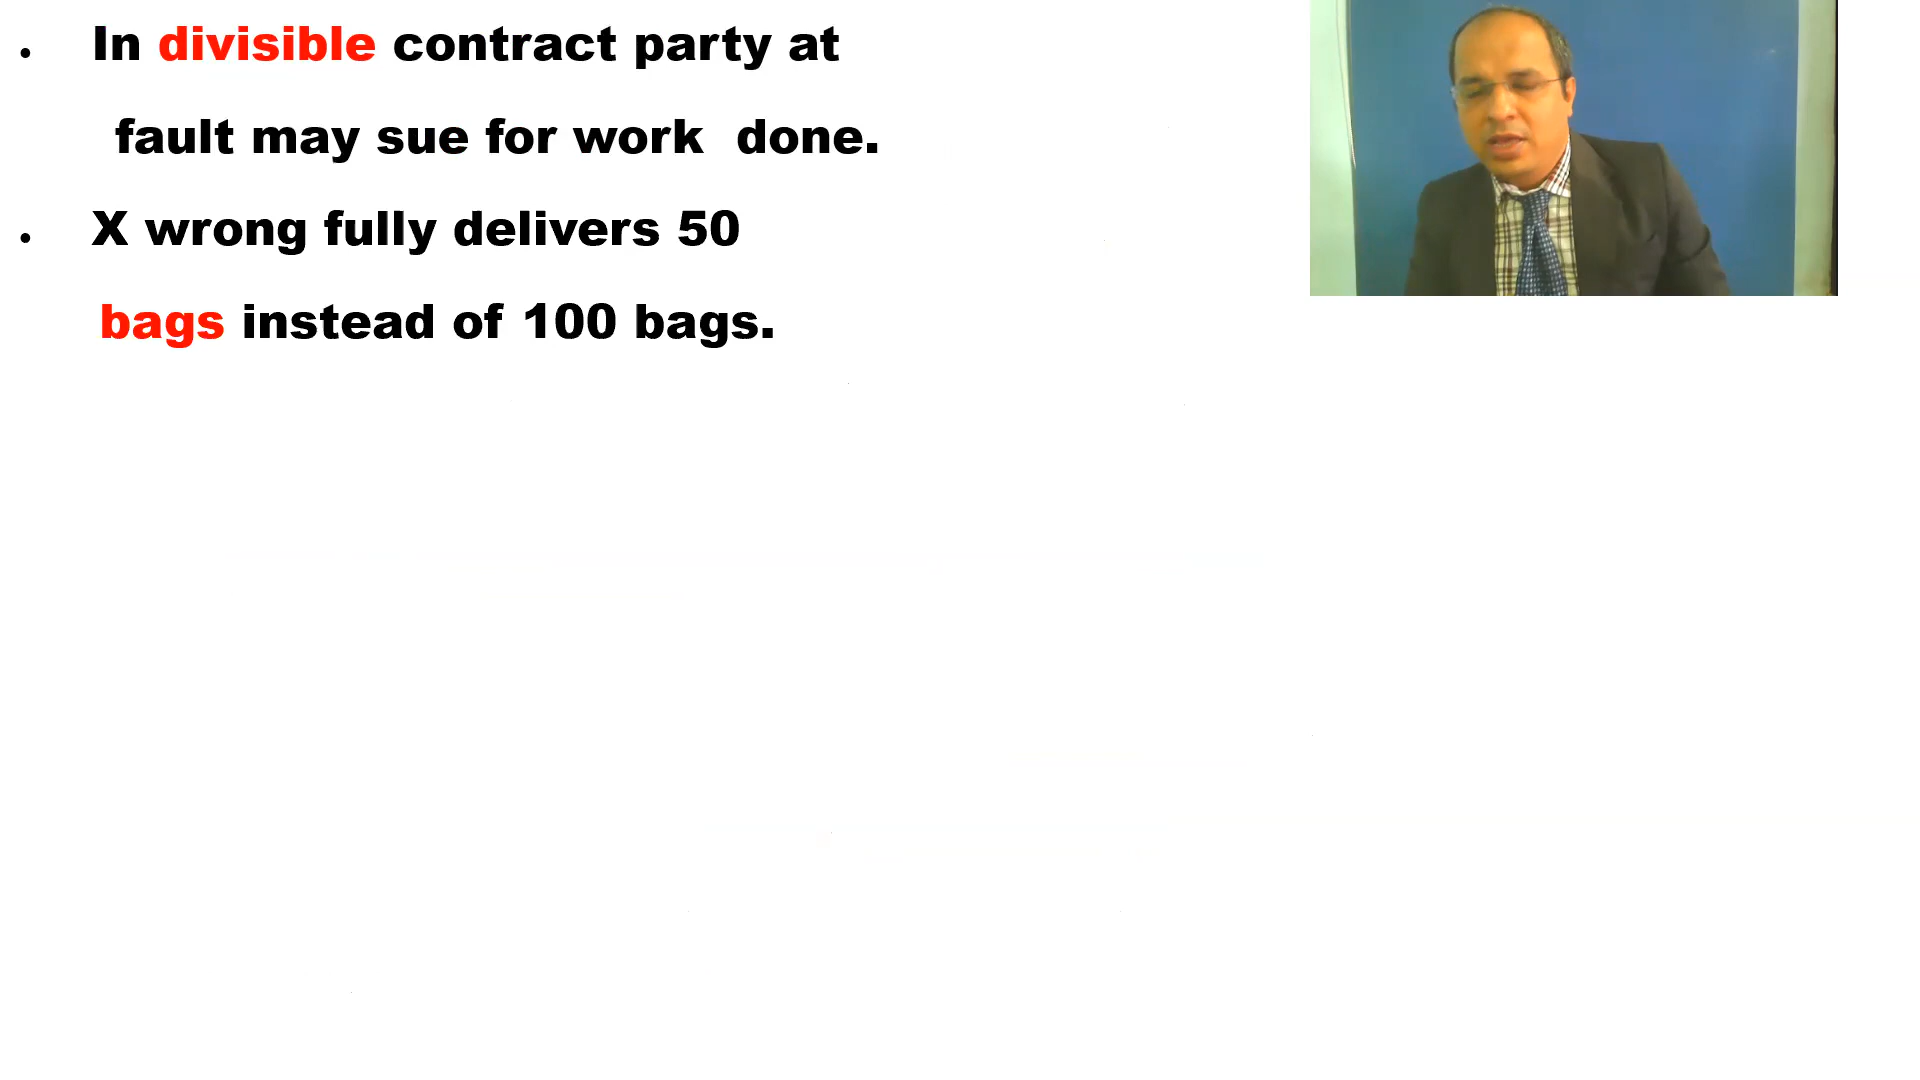 • In divisible contract party at
fault may sue for work done.
• X wrong fully delivers 50
bags instead of 100 bags.